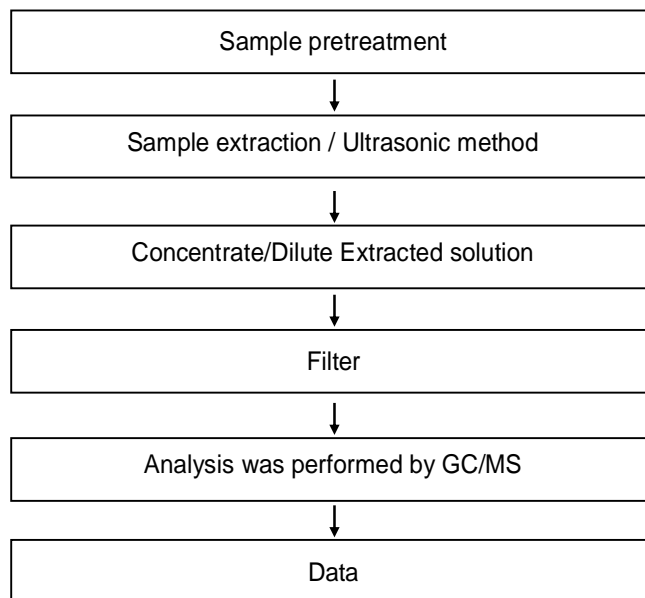 Sample pretreatment
Sample extraction / Ultrasonic method
Concentrate/Dilute Extracted solution
Filter
Analysis was performed by GC/MS
Data